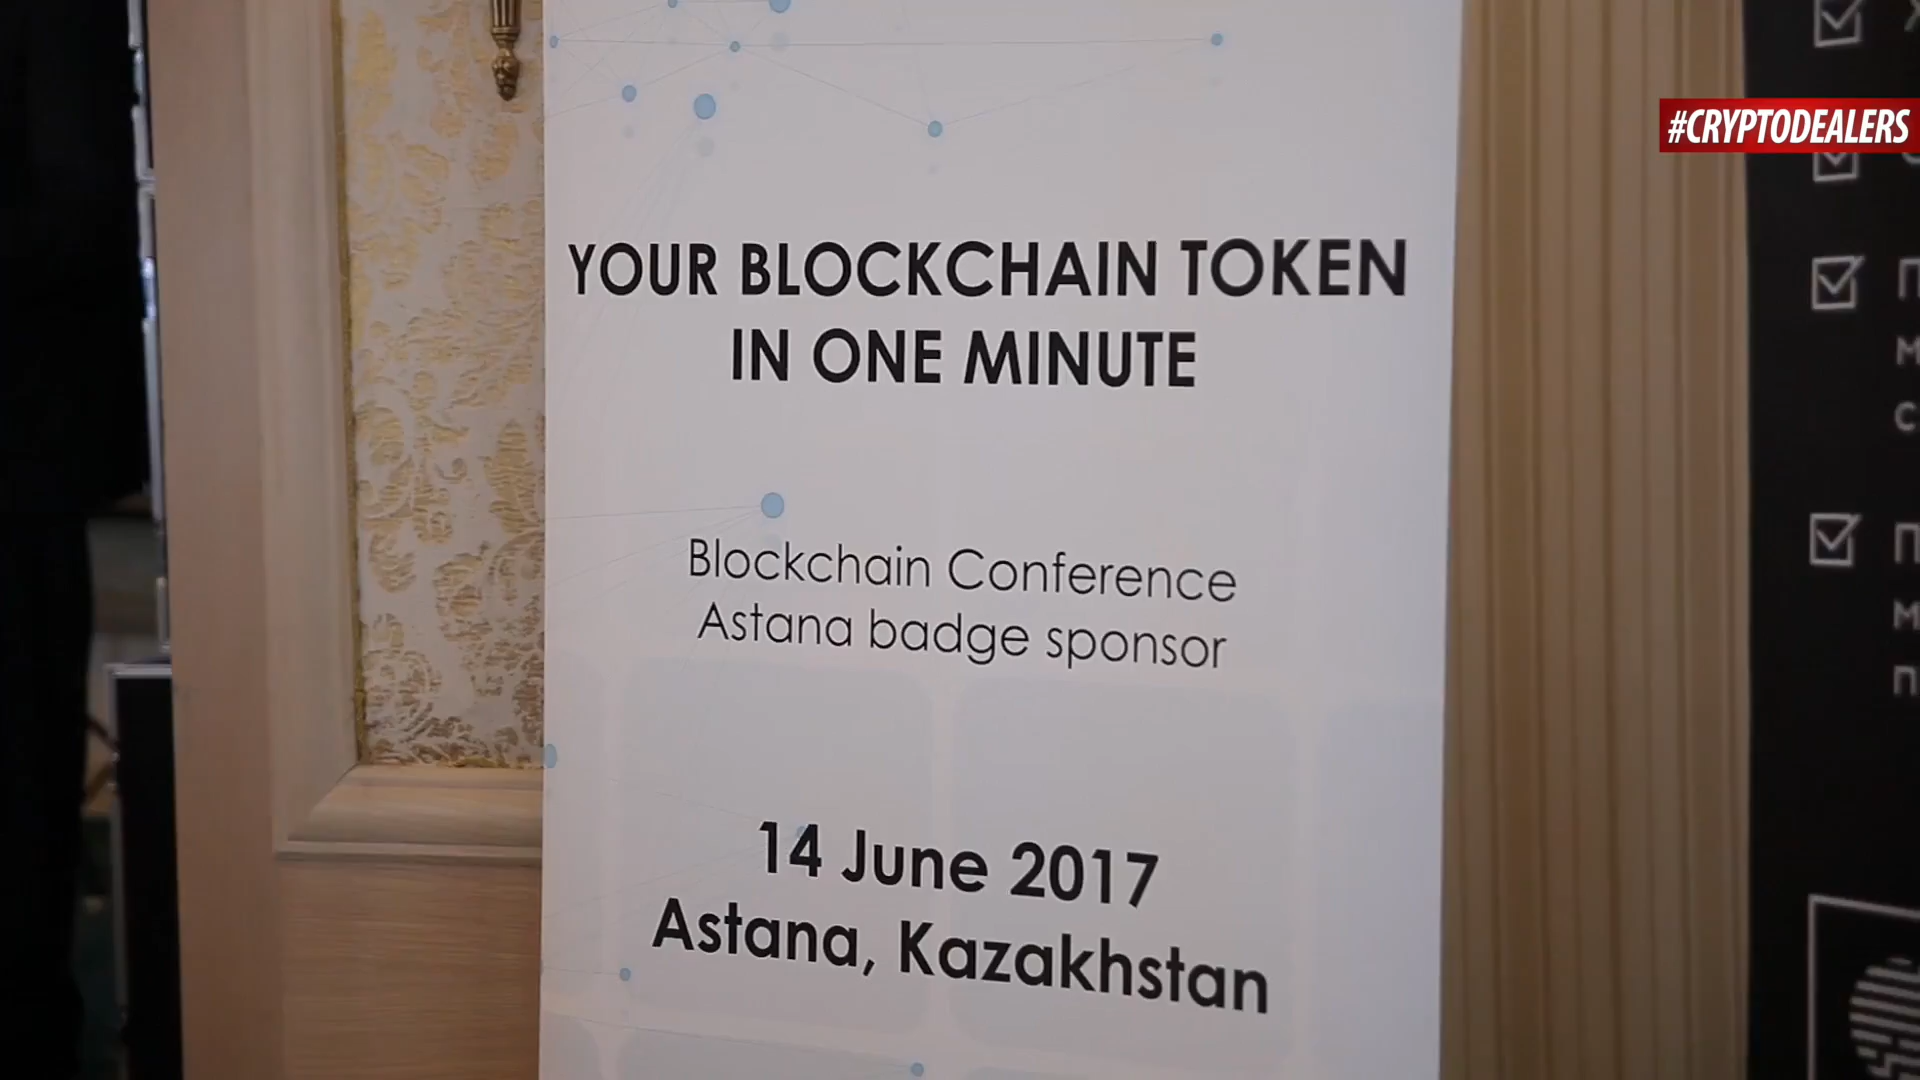 #CRYPTODEALERS
YOUR BLOCKCHAIN TOKEN
IN ONE MINUTE
Blockchain Conference
Astana badge sponsor
14 June 2017
Astana, Kazakhstan